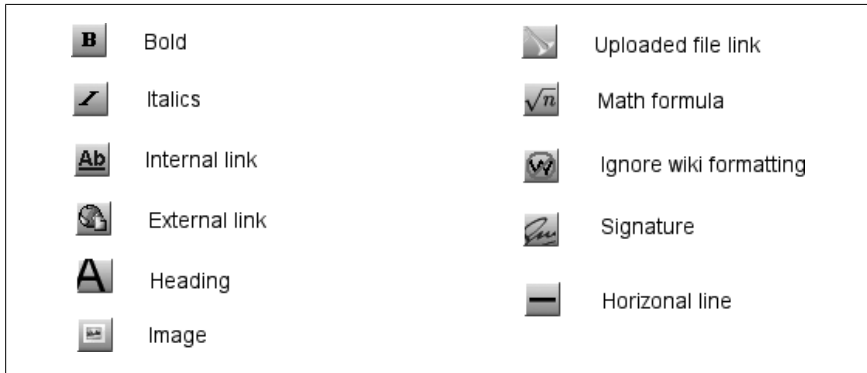 B Bold
I Italics
Ab Internal link
External link
A Heading
Image
Uploaded file link
√n Math formula
W Ignore wiki formatting
Signature
Horizonal line